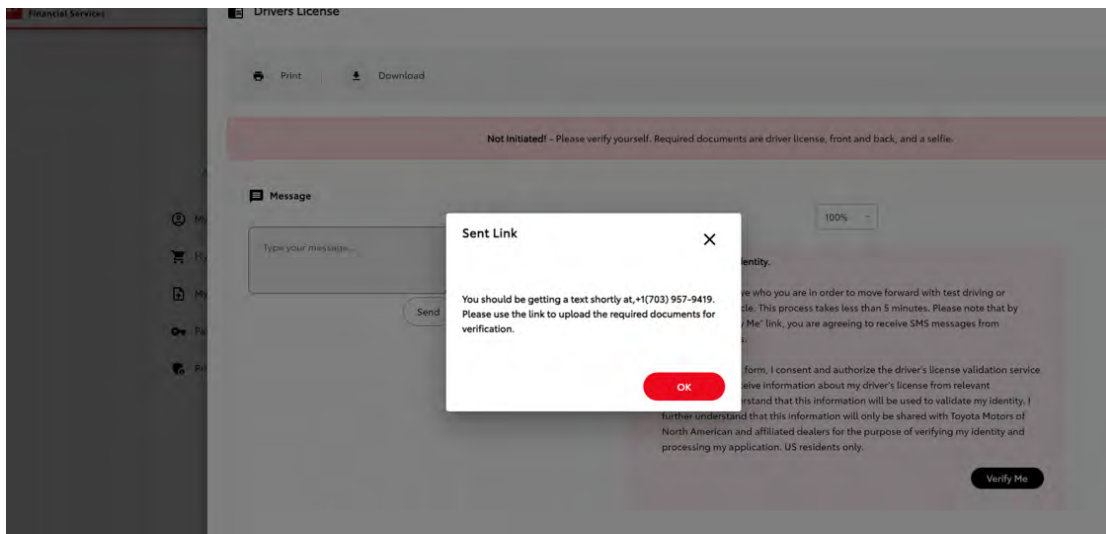 Financial Services
Drivers License
Print
Download
Not Initiated! - Please verify yourself. Required documents are driver license, front and back, and a selfie.
Message
100%
Type your message...
Send
Sent Link
You should be getting a text shortly at,+1(703) 957-9419.
Please use the link to upload the required documents for
verification.
OK
entity.
ve who you are in order to move forward with test driving or
cle. This process takes less than 5 minutes. Please note that by
Me" link, you are agreeing to receive SMS messages from
form, I consent and authorize the driver's license validation service
eive information about my driver's license from relevant
rstand that this information will be used to validate my identity. I
further understand that this information will only be shared with Toyota Motors of
North American and affiliated dealers for the purpose of verifying my identity and
processing my application. US residents only.
Verify Me
My
Pa